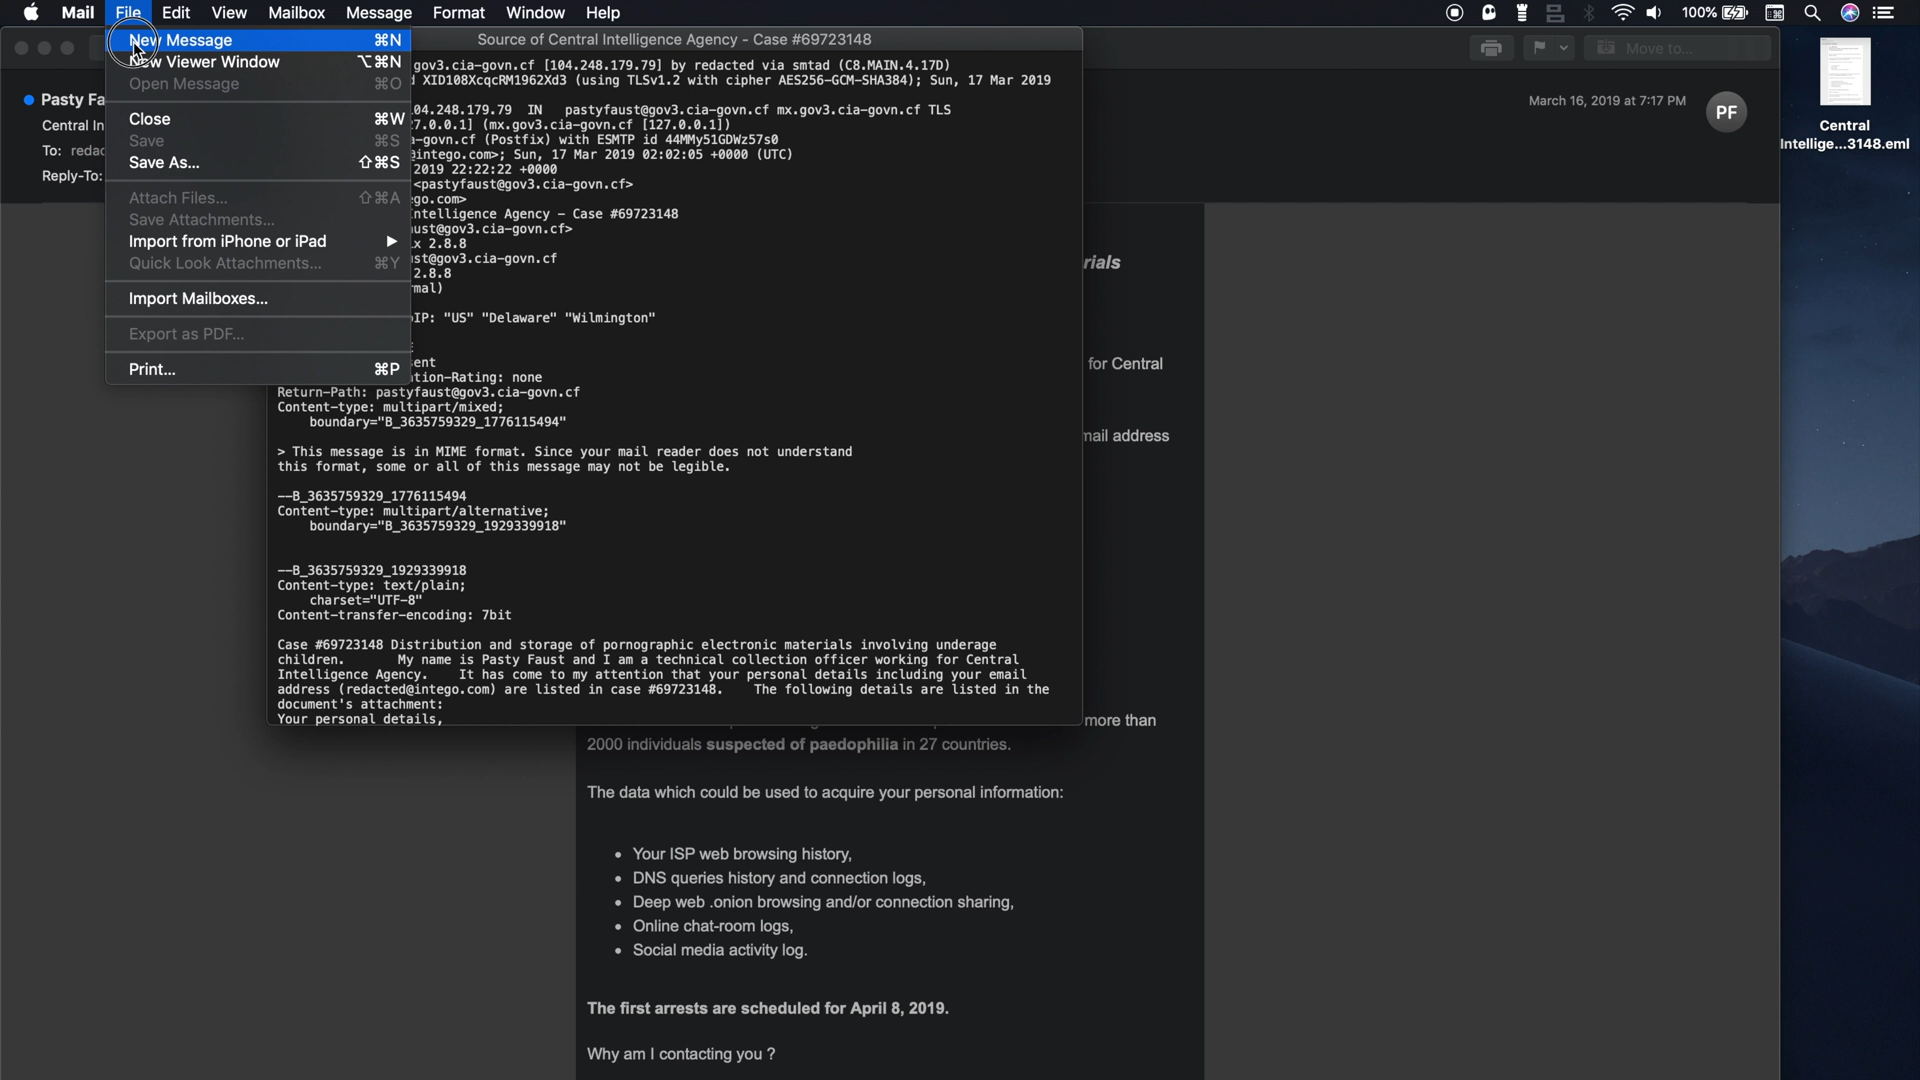 Mail File Edit View Mailbox Message Format Window Help 100%
New Message ⌘N
New Viewer Window ⌥⌘N
Open Message ⌘O
Close ⌘W
Save ⌘S
Save As... ⇧⌘S
Attach Files... ⇧⌘A
Save Attachments...
Import from iPhone or iPad ▶
Quick Look Attachments... ⌘Y
Import Mailboxes...
Export as PDF...
Print... ⌘P
Pasty Fa
Central In
To: redac
Reply-To:
Source of Central Intelligence Agency - Case #69723148
gov3.cia-govn.cf [104.248.179.79] by redacted via smtad (C8.MAIN.4.17D)
XID108XcqcRM1962Xd3 (using TLSv1.2 with cipher AES256-GCM-SHA384); Sun, 17 Mar 2019
04.248.179.79 IN pastyfaust@gov3.cia-govn.cf mx.gov3.cia-govn.cf TLS
7.0.0.1] (mx.gov3.cia-govn.cf [127.0.0.1])
-govn.cf (Postfix) with ESMTP id 44MMy51GDWz57s0
@intego.com>; Sun, 17 Mar 2019 02:02:05 +0000 (UTC)
2019 22:22:22 +0000
<pastyfaust@gov3.cia-govn.cf>
go.com>
ntelligence Agency - Case #69723148
ust@gov3.cia-govn.cf>
x 2.8.8
st@gov3.cia-govn.cf
2.8.8
mal)
IP: "US" "Delaware" "Wilmington"
ent
tion-Rating: none
Return-Path: pastyfaust@gov3.cia-govn.cf
Content-type: multipart/mixed;
boundary="B_3635759329_1776115494"
> This message is in MIME format. Since your mail reader does not understand
this format, some or all of this message may not be legible.
--B_3635759329_1776115494
Content-type: multipart/alternative;
boundary="B_3635759329_1929339918"
--B_3635759329_1929339918
Content-type: text/plain;
charset="UTF-8"
Content-transfer-encoding: 7bit
Case #69723148 Distribution and storage of pornographic electronic materials involving underage
children. My name is Pasty Faust and I am a technical collection officer working for Central
Intelligence Agency. It has come to my attention that your personal details including your email
address (redacted@intego.com) are listed in case #69723148. The following details are listed in the
document's attachment:
Your personal details,
Move to...
March 16, 2019 at 7:17 PM
PF
Central
Intellige...3148.eml
rials
for Central
mail address
more than
2000 individuals suspected of paedophilia in 27 countries.
The data which could be used to acquire your personal information:
• Your ISP web browsing history,
• DNS queries history and connection logs,
• Deep web .onion browsing and/or connection sharing,
• Online chat-room logs,
• Social media activity log.
The first arrests are scheduled for April 8, 2019.
Why am I contacting you ?